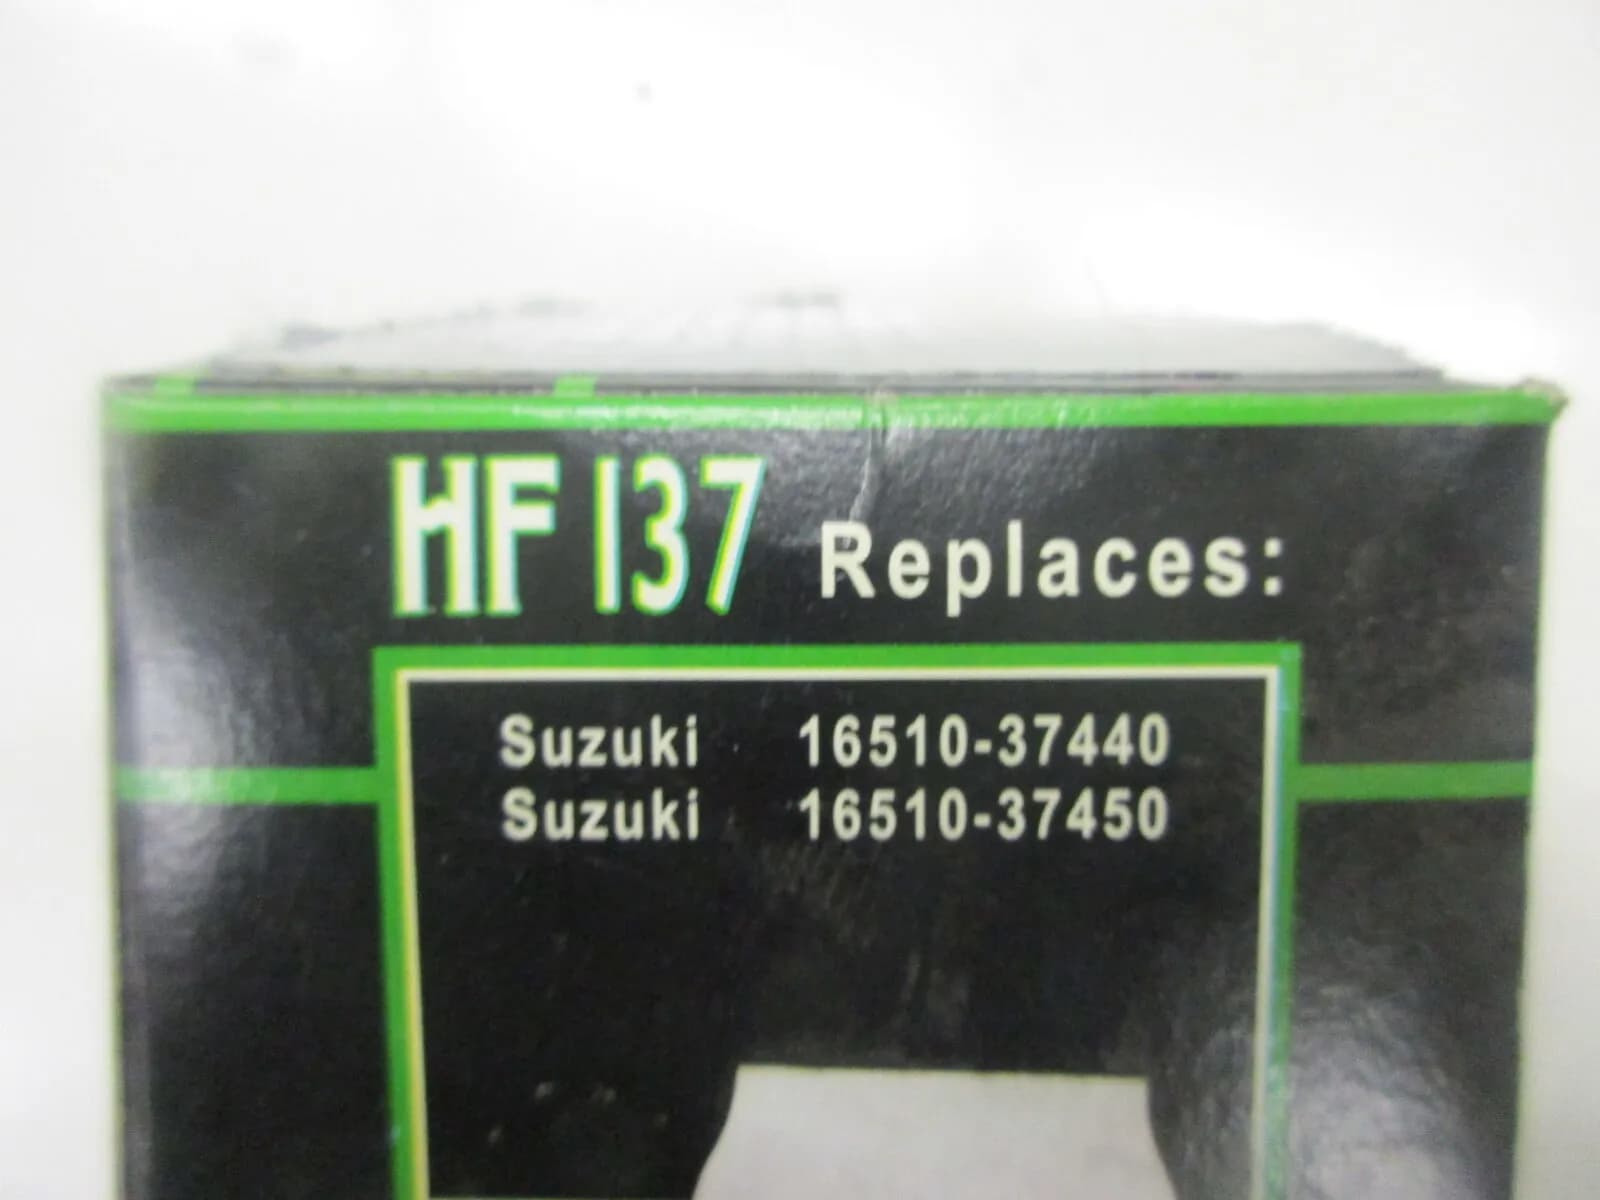 HF 137 Replaces:
Suzuki 16510-37440
Suzuki 16510-37450